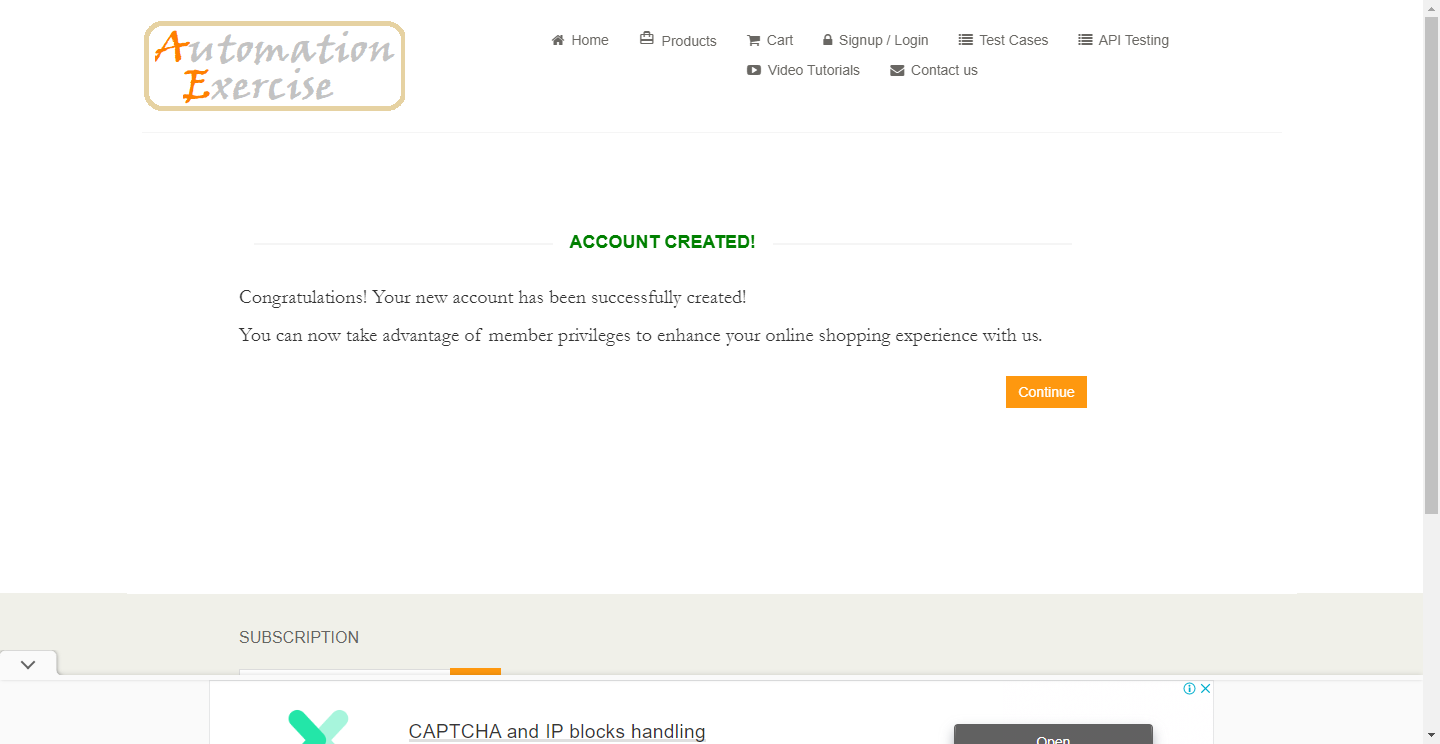 Automation
Exercise
Home Products Cart Signup / Login Test Cases API Testing
Video Tutorials Contact us
ACCOUNT CREATED!
Congratulations! Your new account has been successfully created!
You can now take advantage of member privileges to enhance your online shopping experience with us.
Continue
SUBSCRIPTION
CAPTCHA and IP blocks handling
Open